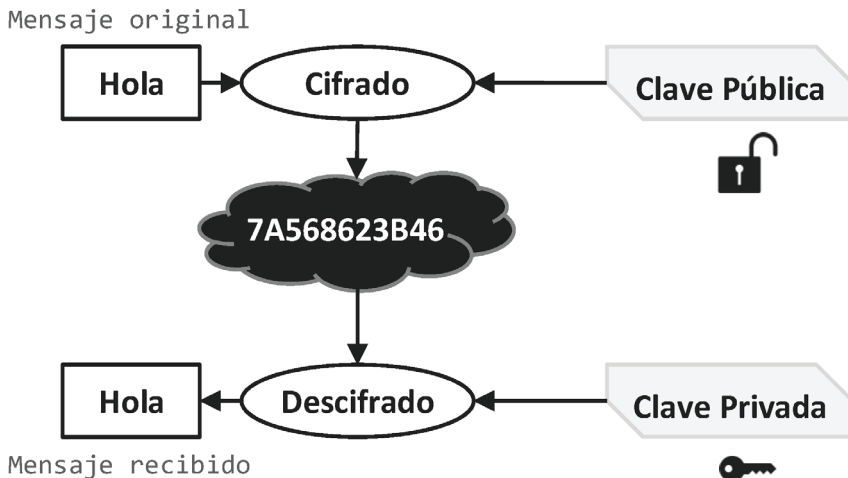 Mensaje original
Hola
Cifrado
Clave Pública
7A568623B46
Hola
Descifrado
Clave Privada
Mensaje recibido